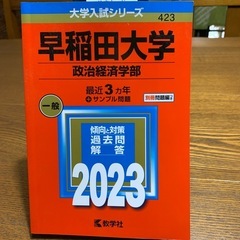 大学入試シリーズ
423
早稲田大学
政治経済学部
一般
最近3カ年
＋サンプル問題
別冊問題編
傾向と対策
過去問
解答
2023
教学社